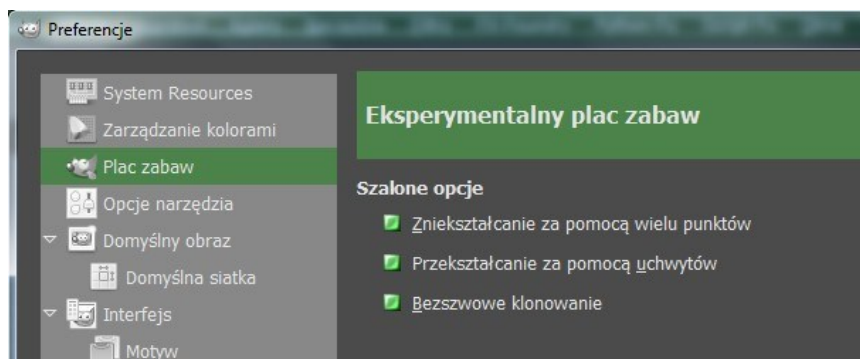 Preferencje
System Resources
Zarządzanie kolorami
Plac zabaw
Opcje narzędzia
Domyślny obraz
Domyślna siatka
Interfejs
Motyw
Eksperymentalny plac zabaw
Szalone opcje
Zniekształcanie za pomocą wielu punktów
Przekształcanie za pomocą uchwytów
Bezszwowe klonowanie